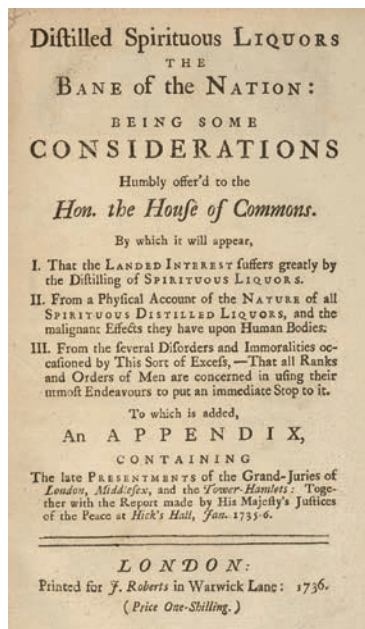 Diſtilled Spirituous LIQUORS
THE
BANE of the NATION:
BEING SOME
CONSIDERATIONS
Humbly offer'd to the
Hon. the Houſe of Commons.
By which it will appear,
I. That the LANDED INTEREST ſuffers greatly by
the Diſtilling of SPIRITUOUS LIQUORS.
II. From a Phyſical Account of the NATURE of all
SPIRITUOUS DISTILLED LIQUORS, and the
malignant Effects they have upon Human Bodies.
III. From the ſeveral Diſorders and Immoralities oc-
caſioned by This Sort of Exceſs,—That all Ranks
and Orders of Men are concerned in uſing their
utmoſt Endeavours to put an immediate Stop to it.
To which is added,
An APPENDIX,
CONTAINING
The late PRESENTMENTS of the Grand-Juries of
London, Middleſex, and the Tower-Hamlets: Toge-
ther with the Report made by His Majeſty's Juſtices
of the Peace at Hick's Hall, Jan. 1735-6.
LONDON:
Printed for J. Roberts in Warwick Lane: 1736.
(Price One-Shilling.)